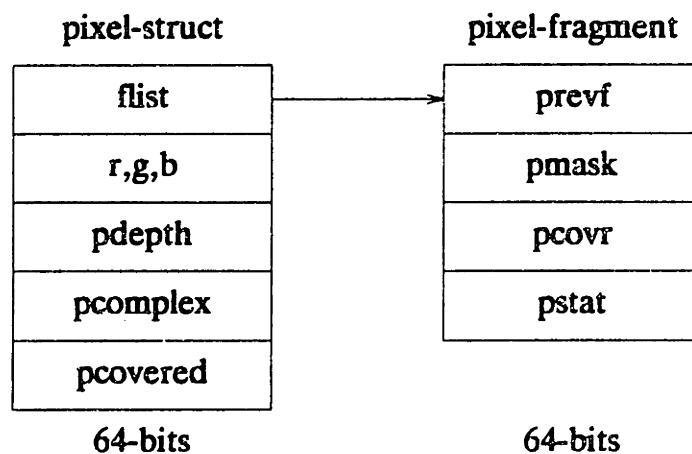 pixel-struct
flist
r,g,b
pdepth
pcomplex
pcovered
64-bits
pixel-fragment
prevf
pmask
pcovr
pstat
64-bits